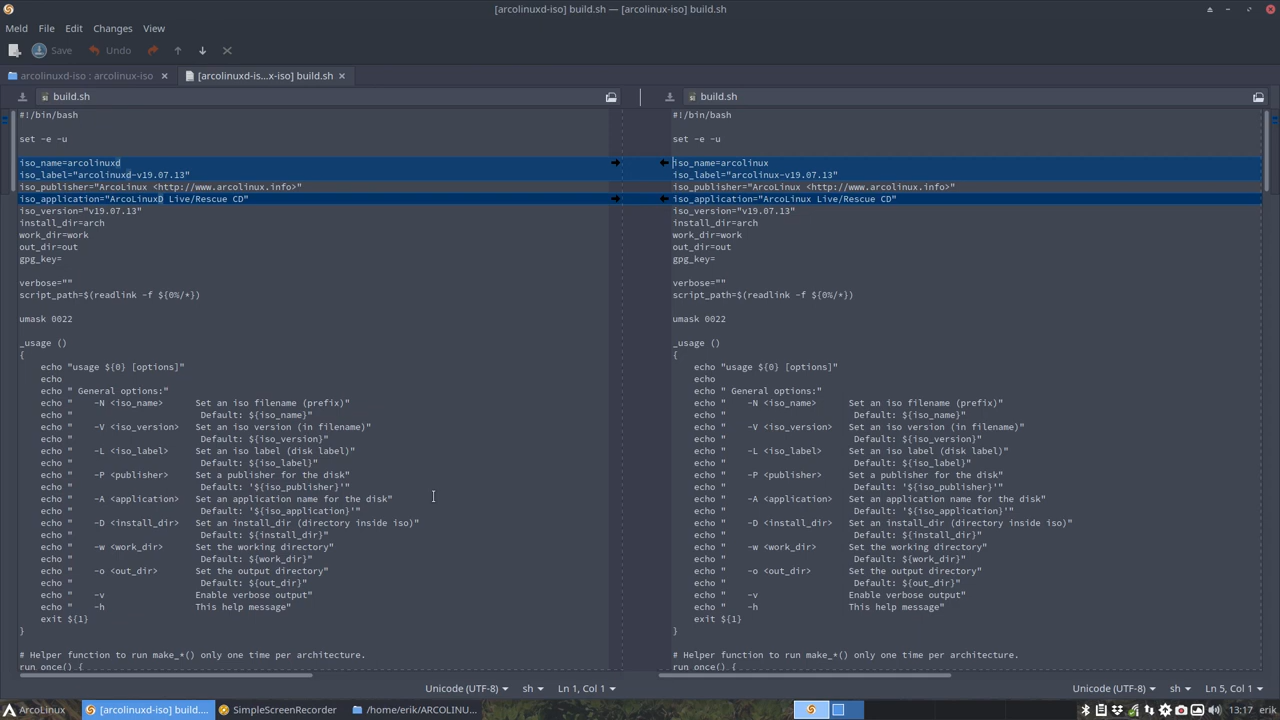 [arcolinuxd-iso] build.sh — [arcolinux-iso] build.sh
Meld File Edit Changes View
Save Undo
arcolinuxd-iso : arcolinux-iso
[arcolinuxd-is...x-iso] build.sh
build.sh
#!/bin/bash
set -e -u
iso_name=arcolinuxd
iso_label="arcolinuxd-v19.07.13"
iso_publisher="ArcoLinux <http://www.arcolinux.info>"
iso_application="ArcoLinuxD Live/Rescue CD"
iso_version="v19.07.13"
install_dir=arch
work_dir=work
out_dir=out
gpg_key=
verbose=""
script_path=$(readlink -f ${0%/*})
umask 0022
_usage ()
{
    echo "usage ${0} [options]"
    echo
    echo " General options:"
    echo "    -N <iso_name>      Set an iso filename (prefix)"
    echo "                        Default: ${iso_name}"
    echo "    -V <iso_version>   Set an iso version (in filename)"
    echo "                        Default: ${iso_version}"
    echo "    -L <iso_label>     Set an iso label (disk label)"
    echo "                        Default: ${iso_label}"
    echo "    -P <publisher>     Set a publisher for the disk"
    echo "                        Default: '${iso_publisher}'"
    echo "    -A <application>   Set an application name for the disk"
    echo "                        Default: '${iso_application}'"
    echo "    -D <install_dir>   Set an install_dir (directory inside iso)"
    echo "                        Default: ${install_dir}"
    echo "    -w <work_dir>      Set the working directory"
    echo "                        Default: ${work_dir}"
    echo "    -o <out_dir>       Set the output directory"
    echo "                        Default: ${out_dir}"
    echo "    -v                 Enable verbose output"
    echo "    -h                 This help message"
    exit ${1}
}
# Helper function to run make_*() only one time per architecture.
run_once() {
Unicode (UTF-8) sh Ln 1, Col 1
build.sh
#!/bin/bash
set -e -u
iso_name=arcolinux
iso_label="arcolinux-v19.07.13"
iso_publisher="ArcoLinux <http://www.arcolinux.info>"
iso_application="ArcoLinux Live/Rescue CD"
iso_version="v19.07.13"
install_dir=arch
work_dir=work
out_dir=out
gpg_key=
verbose=""
script_path=$(readlink -f ${0%/*})
umask 0022
_usage ()
{
    echo "usage ${0} [options]"
    echo
    echo " General options:"
    echo "    -N <iso_name>      Set an iso filename (prefix)"
    echo "                        Default: ${iso_name}"
    echo "    -V <iso_version>   Set an iso version (in filename)"
    echo "                        Default: ${iso_version}"
    echo "    -L <iso_label>     Set an iso label (disk label)"
    echo "                        Default: ${iso_label}"
    echo "    -P <publisher>     Set a publisher for the disk"
    echo "                        Default: '${iso_publisher}'"
    echo "    -A <application>   Set an application name for the disk"
    echo "                        Default: '${iso_application}'"
    echo "    -D <install_dir>   Set an install_dir (directory inside iso)"
    echo "                        Default: ${install_dir}"
    echo "    -w <work_dir>      Set the working directory"
    echo "                        Default: ${work_dir}"
    echo "    -o <out_dir>       Set the output directory"
    echo "                        Default: ${out_dir}"
    echo "    -v                 Enable verbose output"
    echo "    -h                 This help message"
    exit ${1}
}
# Helper function to run make_*() only one time per architecture.
run_once() {
Unicode (UTF-8) sh Ln 5, Col 1
ArcoLinux [arcolinuxd-iso] build.sh.... SimpleScreenRecorder /home/erik/ARCOLINU... 13:17 erik